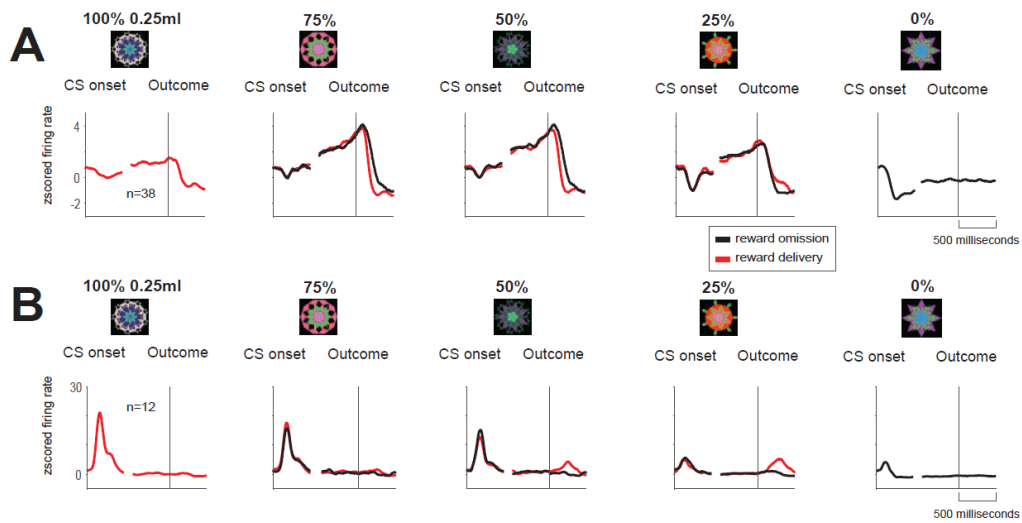 A
100% 0.25ml 75% 50% 25% 0%
CS onset Outcome CS onset Outcome CS onset Outcome CS onset Outcome CS onset Outcome
zscored firing rate
4
0
-2
n=38
500 milliseconds
reward omission
reward delivery
B
100% 0.25ml 75% 50% 25% 0%
CS onset Outcome CS onset Outcome CS onset Outcome CS onset Outcome CS onset Outcome
zscored firing rate
30
0
n=12
500 milliseconds